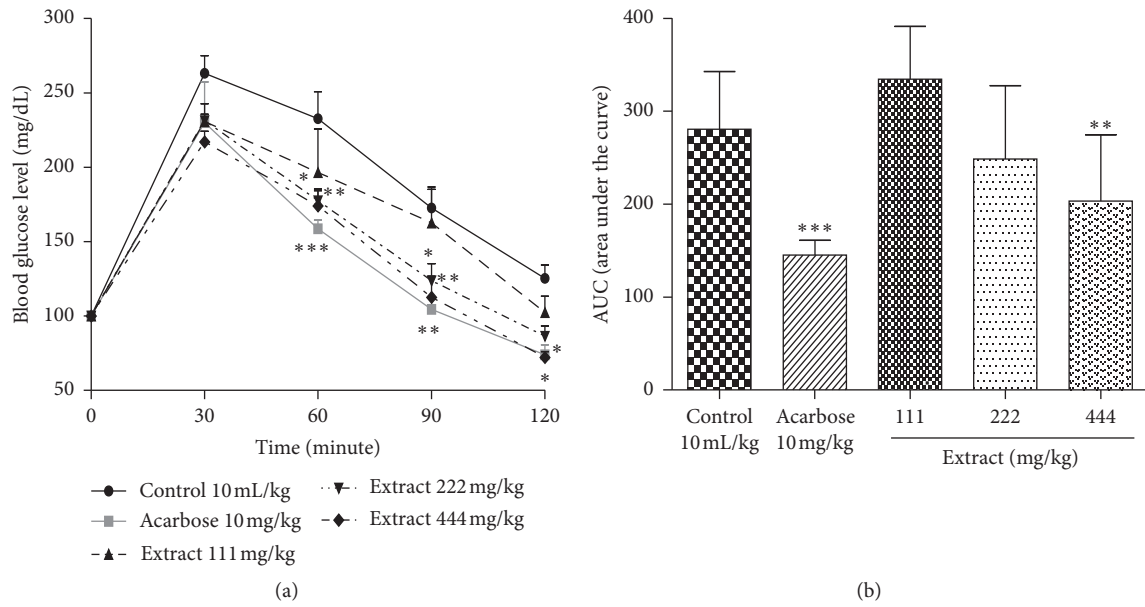 300
250
200
150
100
50
Blood glucose level (mg/dL)
*
**
***
*
**
**
*
*
0
30
60
90
120
Time (minute)
Control 10 mL/kg
Acarbose 10 mg/kg
Extract 111 mg/kg
Extract 222 mg/kg
Extract 444 mg/kg
(a)
400
300
200
100
0
AUC (area under the curve)
***
**
Control
10 mL/kg
Acarbose
10 mg/kg
111
222
444
Extract (mg/kg)
(b)